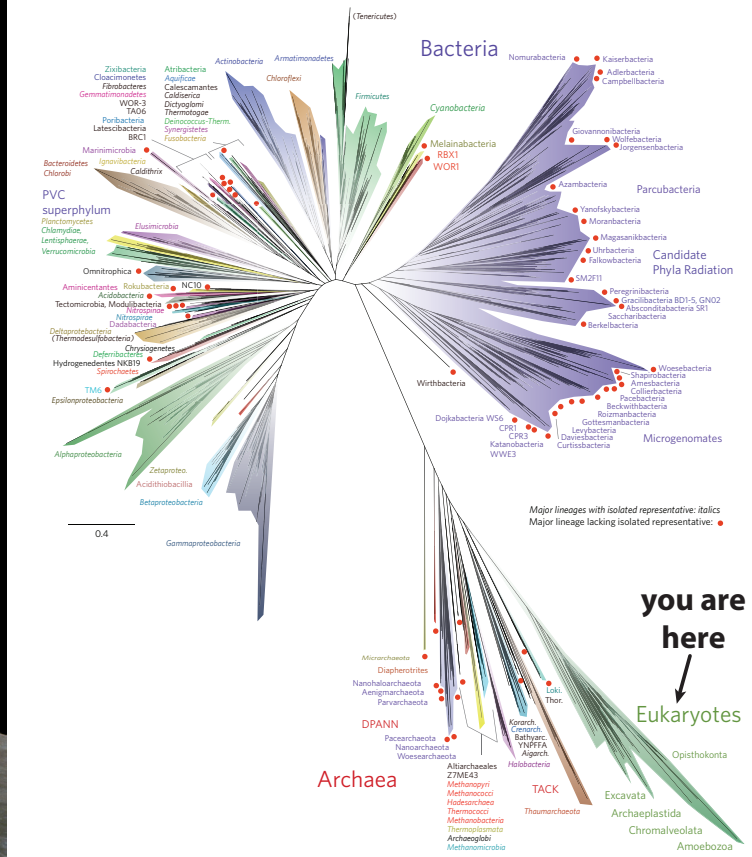 (Tenericutes)
Bacteria
Zixibacteria
Cloacimonetes
Fibrobacteres
Gemmatimonadetes
WOR-3
TA06
Poribacteria
Latescibacteria
BRC1
Atribacteria
Aquificae
Calescamantes
Caldiserica
Dictyoglomi
Thermotogae
Deinococcus-Therm.
Synergistetes
Fusobacteria
Actinobacteria
Armatimonadetes
Chloroflexi
Firmicutes
Cyanobacteria
Melainabacteria
RBX1
WOR1
Nomurabacteria
Kaiserbacteria
Adlerbacteria
Campbellbacteria
Giovannonibacteria
Wolfebacteria
Jorgensenbacteria
Azambacteria
Parcubacteria
Yanofskybacteria
Moranbacteria
Magasanikbacteria
Uhrbacteria
Falkowbacteria
Candidate
Phyla Radiation
SM2F11
Peregrinibacteria
Gracilibacteria BD1-5, GN02
Absconditabacteria SR1
Saccharibacteria
Berkelbacteria
Marinimicrobia
Ignavibacteria
Bacteroidetes
Chlorobi
Caldithrix
PVC
superphylum
Planctomycetes
Chlamydiae,
Lentisphaerae,
Verrucomicrobia
Elusimicrobia
Omnitrophica
Aminicentantes
Rokubacteria
NC10
Acidobacteria
Tectomicrobia, Modulibacteria
Nitrospinae
Nitrospirae
Dadabacteria
Deltaproteobacteria
(Thermodesulfobacteria)
Chrysiogenetes
Deferribacteres
Hydrogenedentes NKB19
Spirochaetes
TM6
Epsilonproteobacteria
Wirthbacteria
Woesebacteria
Shapirobacteria
Amesbacteria
Collierbacteria
Pacebacteria
Beckwithbacteria
Roizmanbacteria
Gottesmanbacteria
Levybacteria
Daviesbacteria
Curtissbacteria
Microgenomates
Dojkabacteria WS6
CPR1
CPR3
Katanobacteria
WWE3
Alphaproteobacteria
Zetaproteo.
Acidithiobacillia
Betaproteobacteria
Gammaproteobacteria
0.4
Major lineages with isolated representative: italics
Major lineage lacking isolated representative:
you are
here
Eukaryotes
Micrarchaeota
Diapherotrites
Nanohaloarchaeota
Aenigmarchaeota
Parvarchaeota
DPANN
Pacearchaeota
Nanoarchaeota
Woesearchaeota
Archaea
Altiarchaeales
Z7ME43
Methanopyri
Methanococci
Hadesarchaea
Thermococci
Methanobacteria
Thermoplasmata
Archaeoglobi
Methanomicrobia
Halobacteria
Loki.
Thor.
Korarch.
Crenarch.
Bathyarc.
YNPFFA
Aigarch.
TACK
Thaumarchaeota
Opisthokonta
Excavata
Archaeplastida
Chromalveolata
Amoebozoa